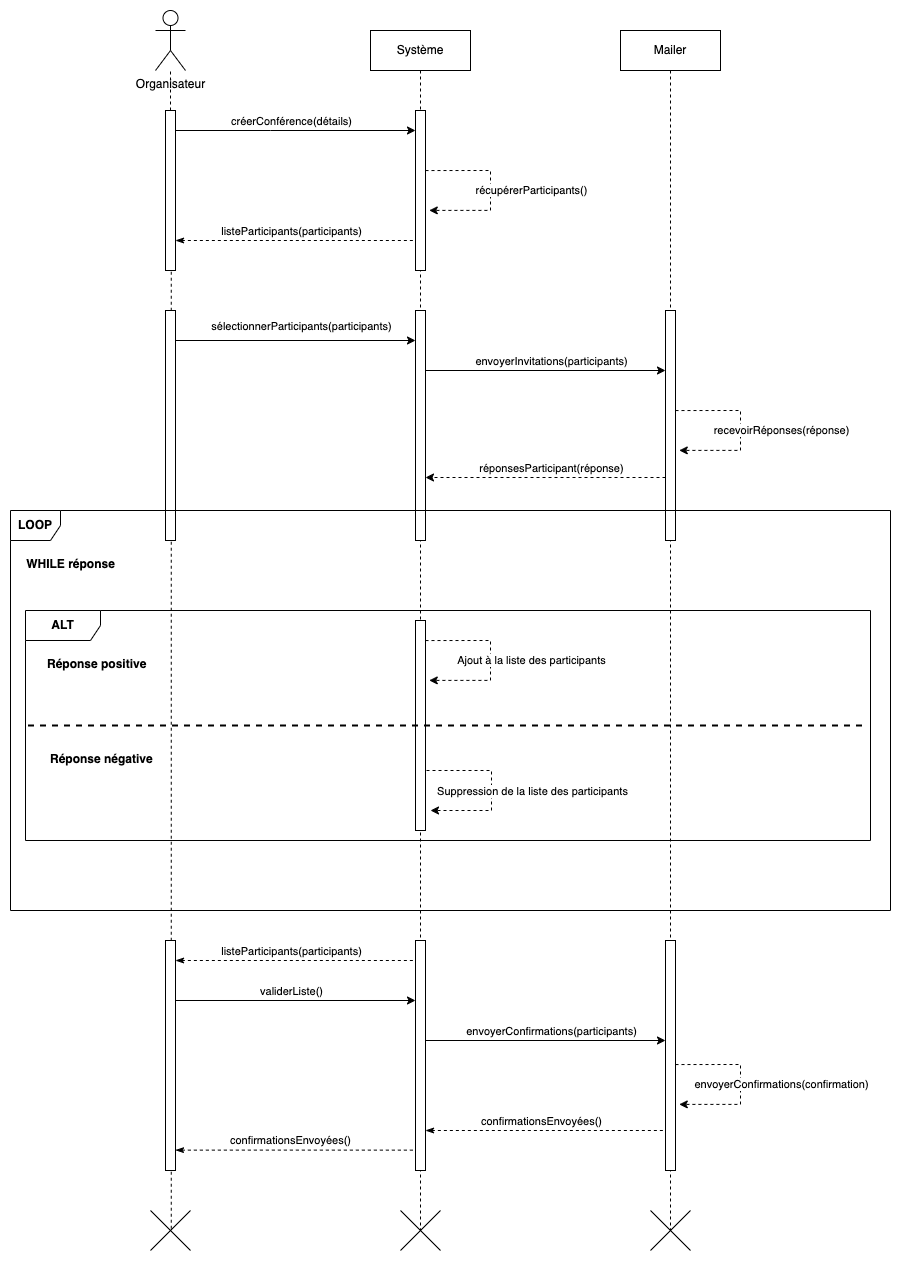 Organisateur
Système
Mailer
créerConférence(détails)
récupérerParticipants()
listeParticipants(participants)
sélectionnerParticipants(participants)
envoyerInvitations(participants)
recevoirRéponses(réponse)
réponsesParticipant(réponse)
LOOP
WHILE réponse
ALT
Réponse positive
Ajout à la liste des participants
Réponse négative
Suppression de la liste des participants
listeParticipants(participants)
validerListe()
envoyerConfirmations(participants)
envoyerConfirmations(confirmation)
confirmationsEnvoyées()
confirmationsEnvoyées()